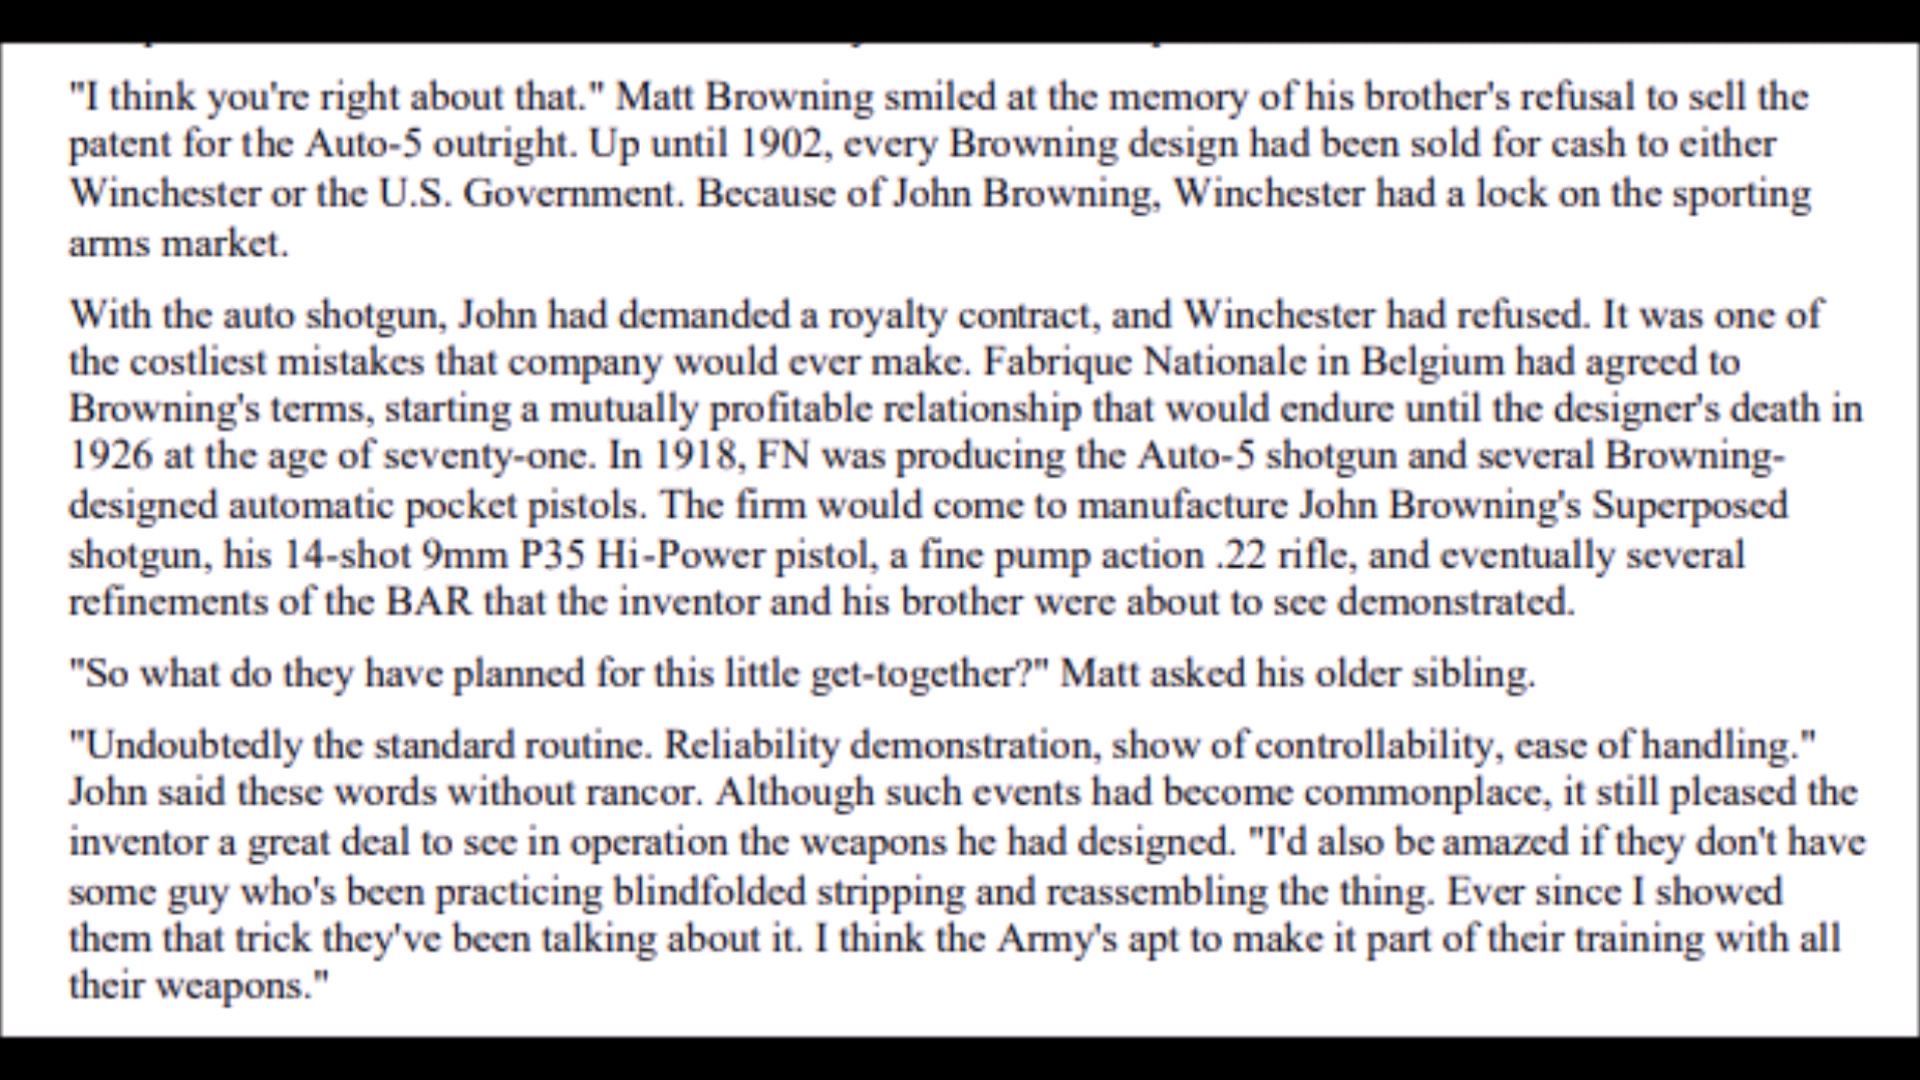 "I think you're right about that." Matt Browning smiled at the memory of his brother's refusal to sell the
patent for the Auto-5 outright. Up until 1902, every Browning design had been sold for cash to either
Winchester or the U.S. Government. Because of John Browning, Winchester had a lock on the sporting
arms market.
With the auto shotgun, John had demanded a royalty contract, and Winchester had refused. It was one of
the costliest mistakes that company would ever make. Fabrique Nationale in Belgium had agreed to
Browning's terms, starting a mutually profitable relationship that would endure until the designer's death in
1926 at the age of seventy-one. In 1918, FN was producing the Auto-5 shotgun and several Browning-
designed automatic pocket pistols. The firm would come to manufacture John Browning's Superposed
shotgun, his 14-shot 9mm P35 Hi-Power pistol, a fine pump action .22 rifle, and eventually several
refinements of the BAR that the inventor and his brother were about to see demonstrated.
"So what do they have planned for this little get-together?" Matt asked his older sibling.
"Undoubtedly the standard routine. Reliability demonstration, show of controllability, ease of handling."
John said these words without rancor. Although such events had become commonplace, it still pleased the
inventor a great deal to see in operation the weapons he had designed. "I'd also be amazed if they don't have
some guy who's been practicing blindfolded stripping and reassembling the thing. Ever since I showed
them that trick they've been talking about it. I think the Army's apt to make it part of their training with all
their weapons."